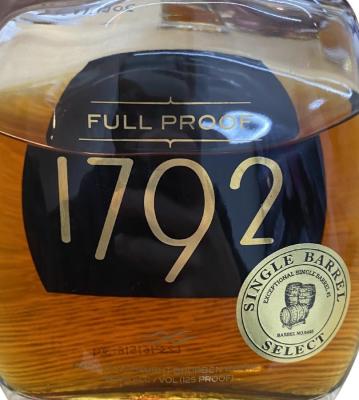 FULL PROOF
1792
SINGLE BARREL
EXCEPTIONAL SINGLE BARREL
SELECT
VOL (125 PROOF)